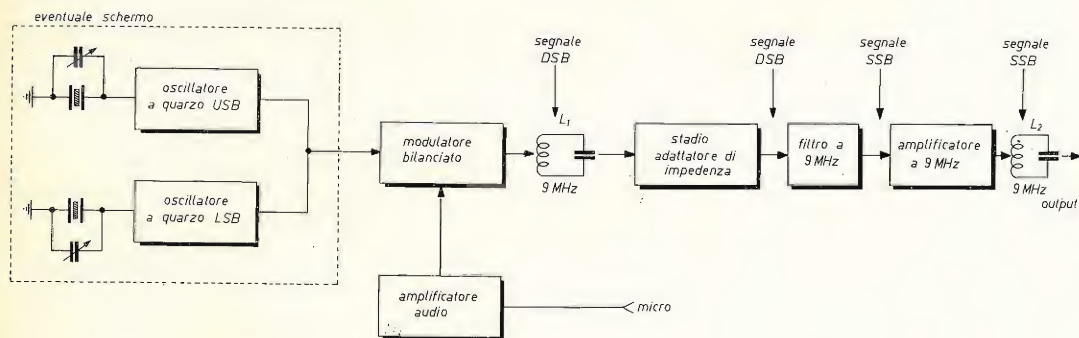 eventuale schermo
oscillatore
a quarzo USB
oscillatore
a quarzo LSB
modulatore
bilanciato
amplificatore
audio
micro
segnale
DSB
L1
9 MHz
stadio
adattatore di
impedenza
segnale
DSB
filtro a
9 MHz
segnale
SSB
amplificatore
a 9 MHz
segnale
SSB
L2
9 MHz
output